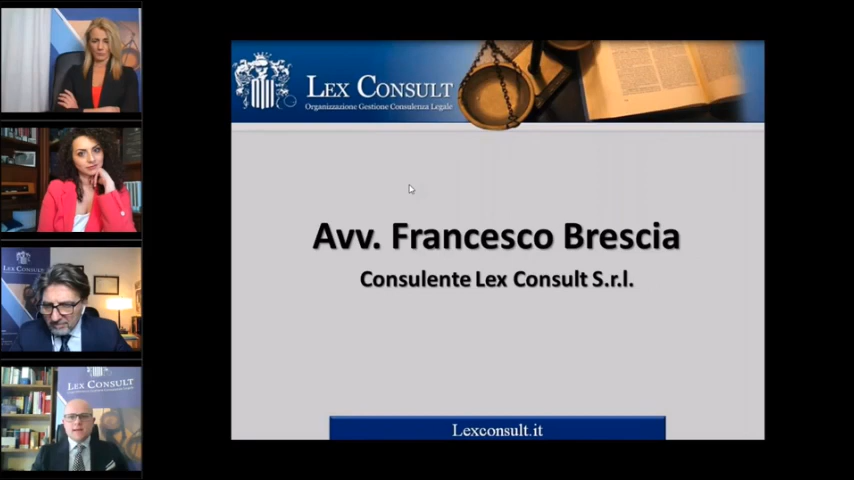 LEX CONSULT
Organizzazione Gestione Consulenza Legale
Avv. Francesco Brescia
Consulente Lex Consult S.r.l.
Lexconsult.it
LEX CONSULT
LEX CONSULT